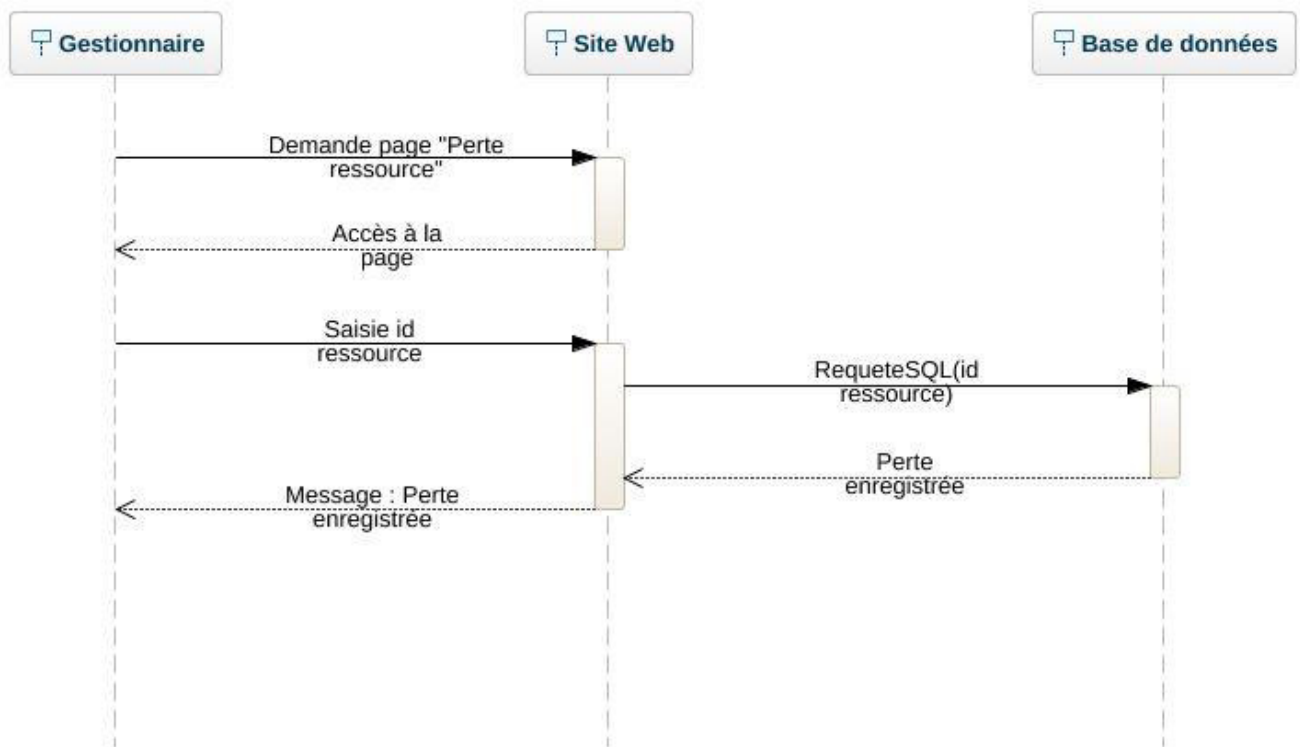 Gestionnaire
Site Web
Base de données
Demande page "Perte
ressource"
Accès à la
page
Saisie id
ressource
RequeteSQL(id
ressource)
Perte
enregistrée
Message : Perte
enregistrée